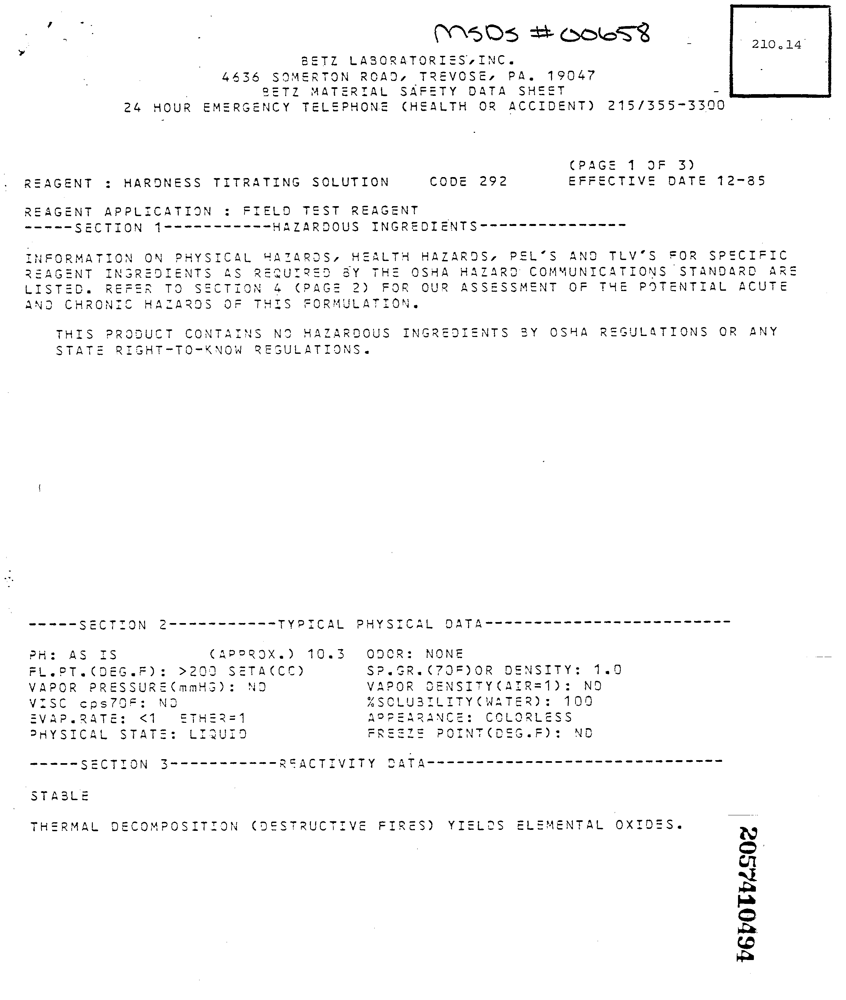 MSDS # 00658
210.14
BETZ LABORATORIES,INC.
4636 SOMERTON ROAD, TREVOSE, PA. 19047
BETZ MATERIAL SAFETY DATA SHEET
24 HOUR EMERGENCY TELEPHONE (HEALTH OR ACCIDENT) 215/355-3300
(PAGE 1 OF 3)
REAGENT : HARDNESS TITRATING SOLUTION CODE 292 EFFECTIVE DATE 12-85
REAGENT APPLICATION : FIELD TEST REAGENT
-----SECTION 1-----------HAZARDOUS INGREDIENTS---------------
INFORMATION ON PHYSICAL HAZARDS, HEALTH HAZARDS, PEL'S AND TLV'S FOR SPECIFIC
REAGENT INGREDIENTS AS REQUIRED BY THE OSHA HAZARD COMMUNICATIONS STANDARD ARE
LISTED. REFER TO SECTION 4 (PAGE 2) FOR OUR ASSESSMENT OF THE POTENTIAL ACUTE
AND CHRONIC HAZARDS OF THIS FORMULATION.
THIS PRODUCT CONTAINS NO HAZARDOUS INGREDIENTS BY OSHA REGULATIONS OR ANY
STATE RIGHT-TO-KNOW REGULATIONS.
-----SECTION 2-----------TYPICAL PHYSICAL DATA-------------------------
PH: AS IS (APPROX.) 10.3 ODOR: NONE
FL.PT.(DEG.F): >200 SETA(CC) SP.GR.(70F)OR DENSITY: 1.0
VAPOR PRESSURE(mmHG): ND VAPOR DENSITY(AIR=1): ND
VISC cps70F: ND %SOLUBILITY(WATER): 100
EVAP.RATE: <1 ETHER=1 APPEARANCE: COLORLESS
PHYSICAL STATE: LIQUID FREEZE POINT(DEG.F): ND
-----SECTION 3-----------REACTIVITY DATA------------------------------
STABLE
THERMAL DECOMPOSITION (DESTRUCTIVE FIRES) YIELDS ELEMENTAL OXIDES.
2057410494